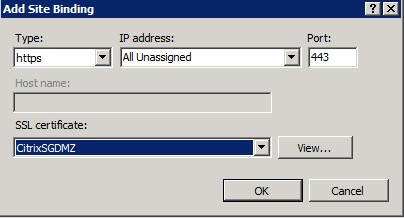 Add Site Binding
Type: IP address: Port:
https All Unassigned 443
Host name:
SSL certificate:
CitrixSGDMZ View...
OK Cancel